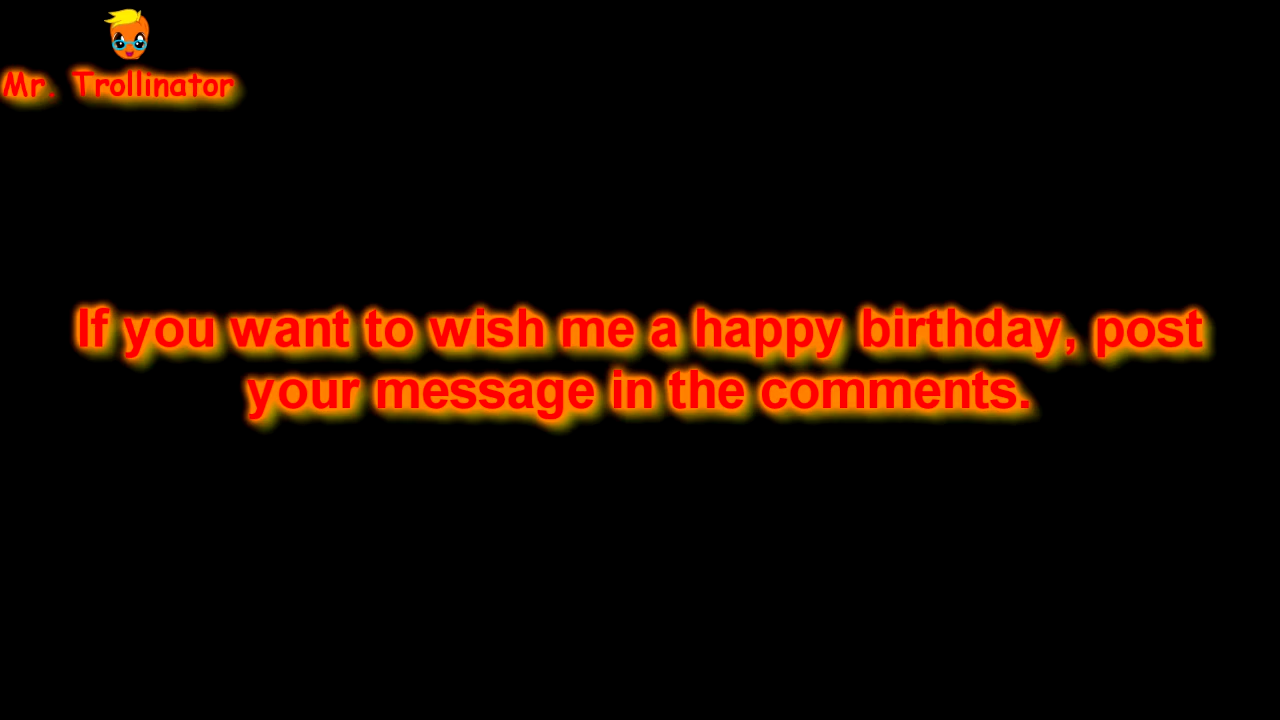 Mr. Trollinator
If you want to wish me a happy birthday, post
your message in the comments.